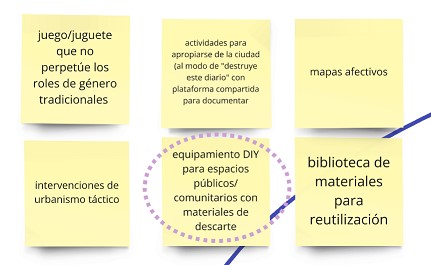 juego/juguete
que no
perpetúe los
roles de género
tradicionales
actividades para
apropiarse de la ciudad
(al modo de "destruye
este diario" con
plataforma compartida
para documentar
mapas afectivos
intervenciones de
urbanismo táctico
equipamiento DIY
para espacios
públicos/
comunitarios con
materiales de
descarte
biblioteca de
materiales
para
reutilización